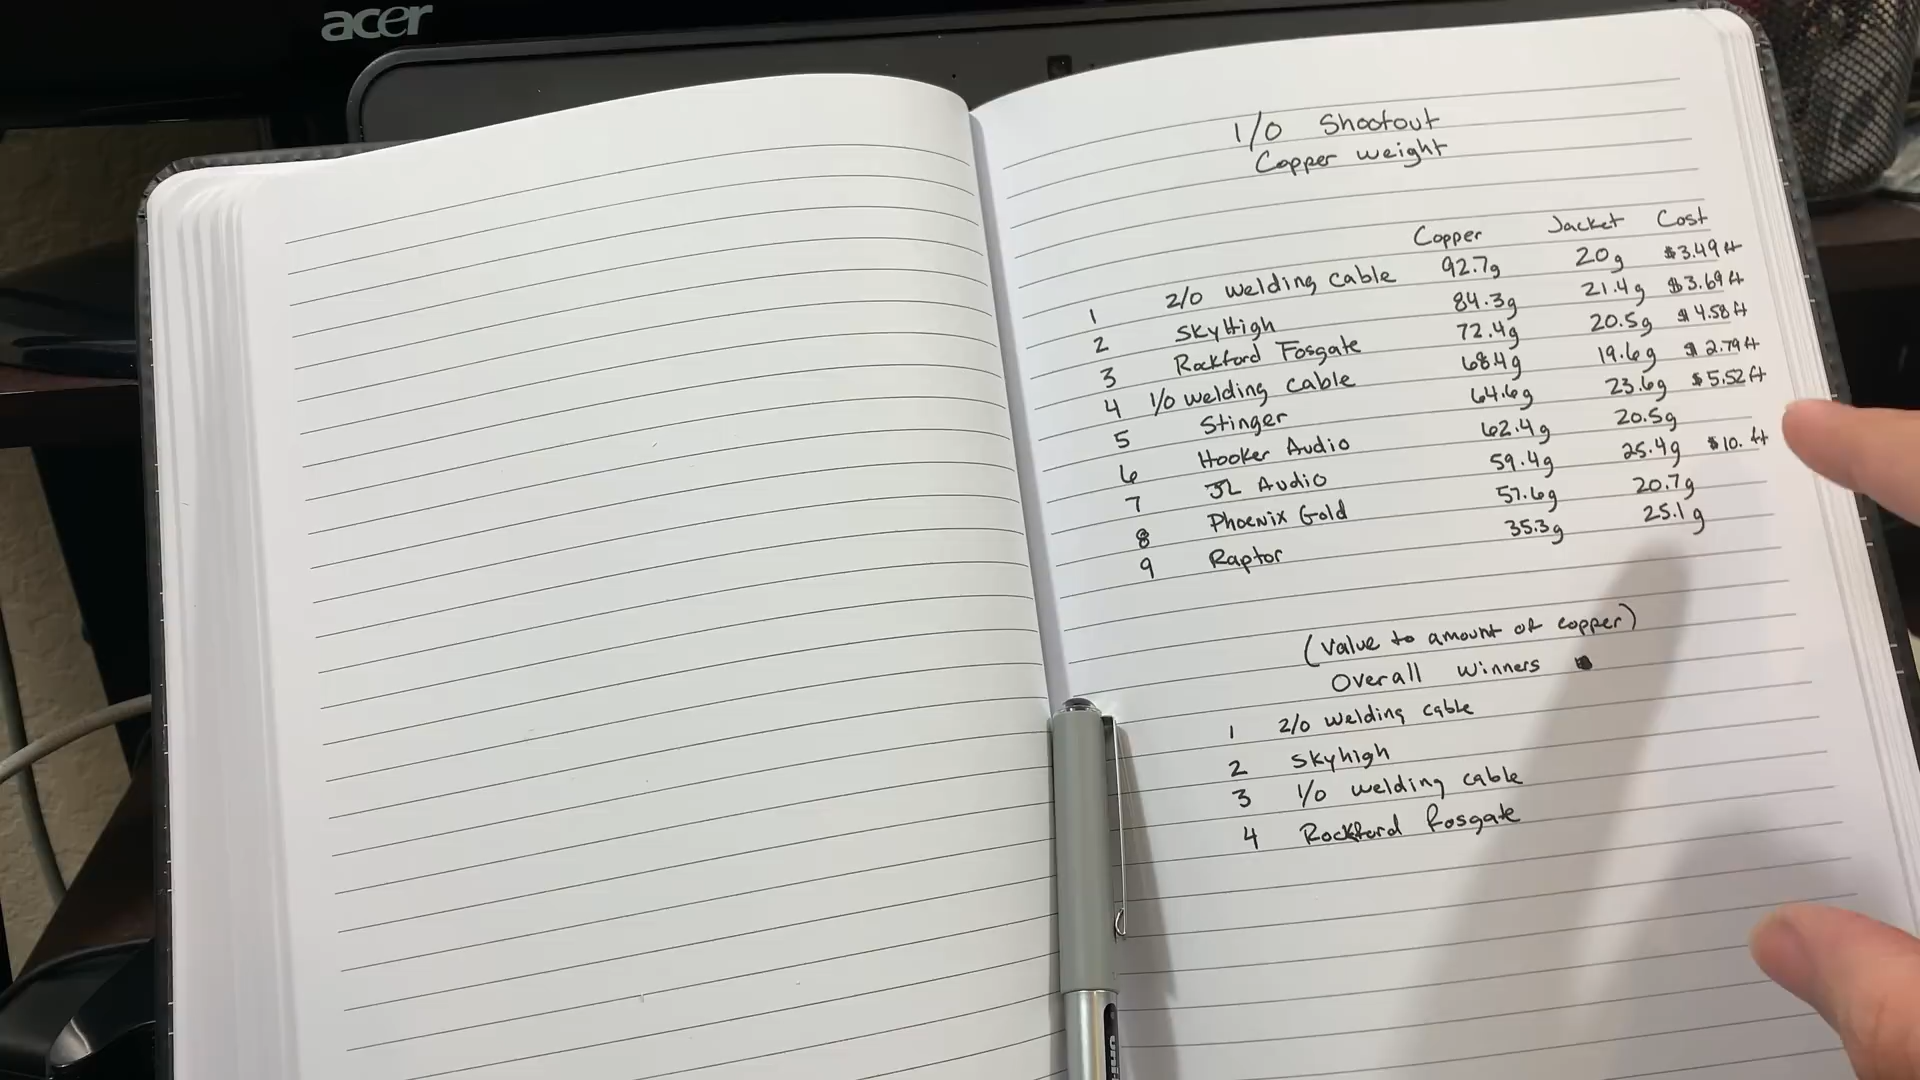 acer
1/0 Shootout
Copper weight
Copper Jacket Cost
1 2/0 welding cable 92.7g 20g $3.49 ft
2 SkyHigh 84.3g 21.4g $3.69 ft
3 Rockford Fosgate 72.4g 20.5g $4.58 ft
4 1/0 welding cable 68.4g 19.6g $2.79 ft
5 Stinger 64.6g 23.6g $5.52 ft
6 Hooker Audio 62.4g 20.5g
7 JL Audio 59.4g 25.4g $10. ft
8 Phoenix Gold 57.6g 20.7g
9 Raptor 35.3g 25.1g
(Value to amount of copper)
Overall Winners
1 2/0 welding cable
2 Skyhigh
3 1/0 welding cable
4 Rockford Fosgate